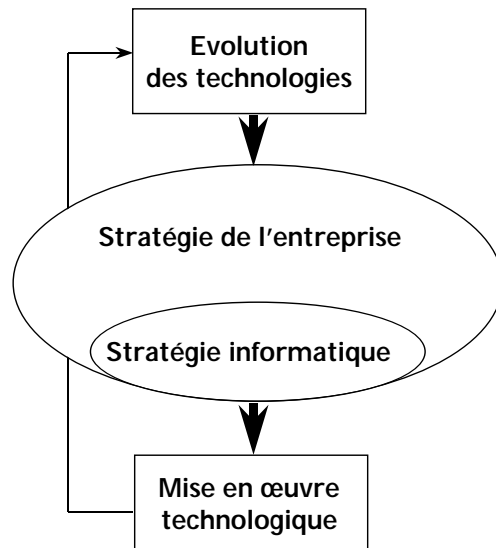 Evolution
des technologies
Stratégie de l'entreprise
Stratégie informatique
Mise en œuvre
technologique